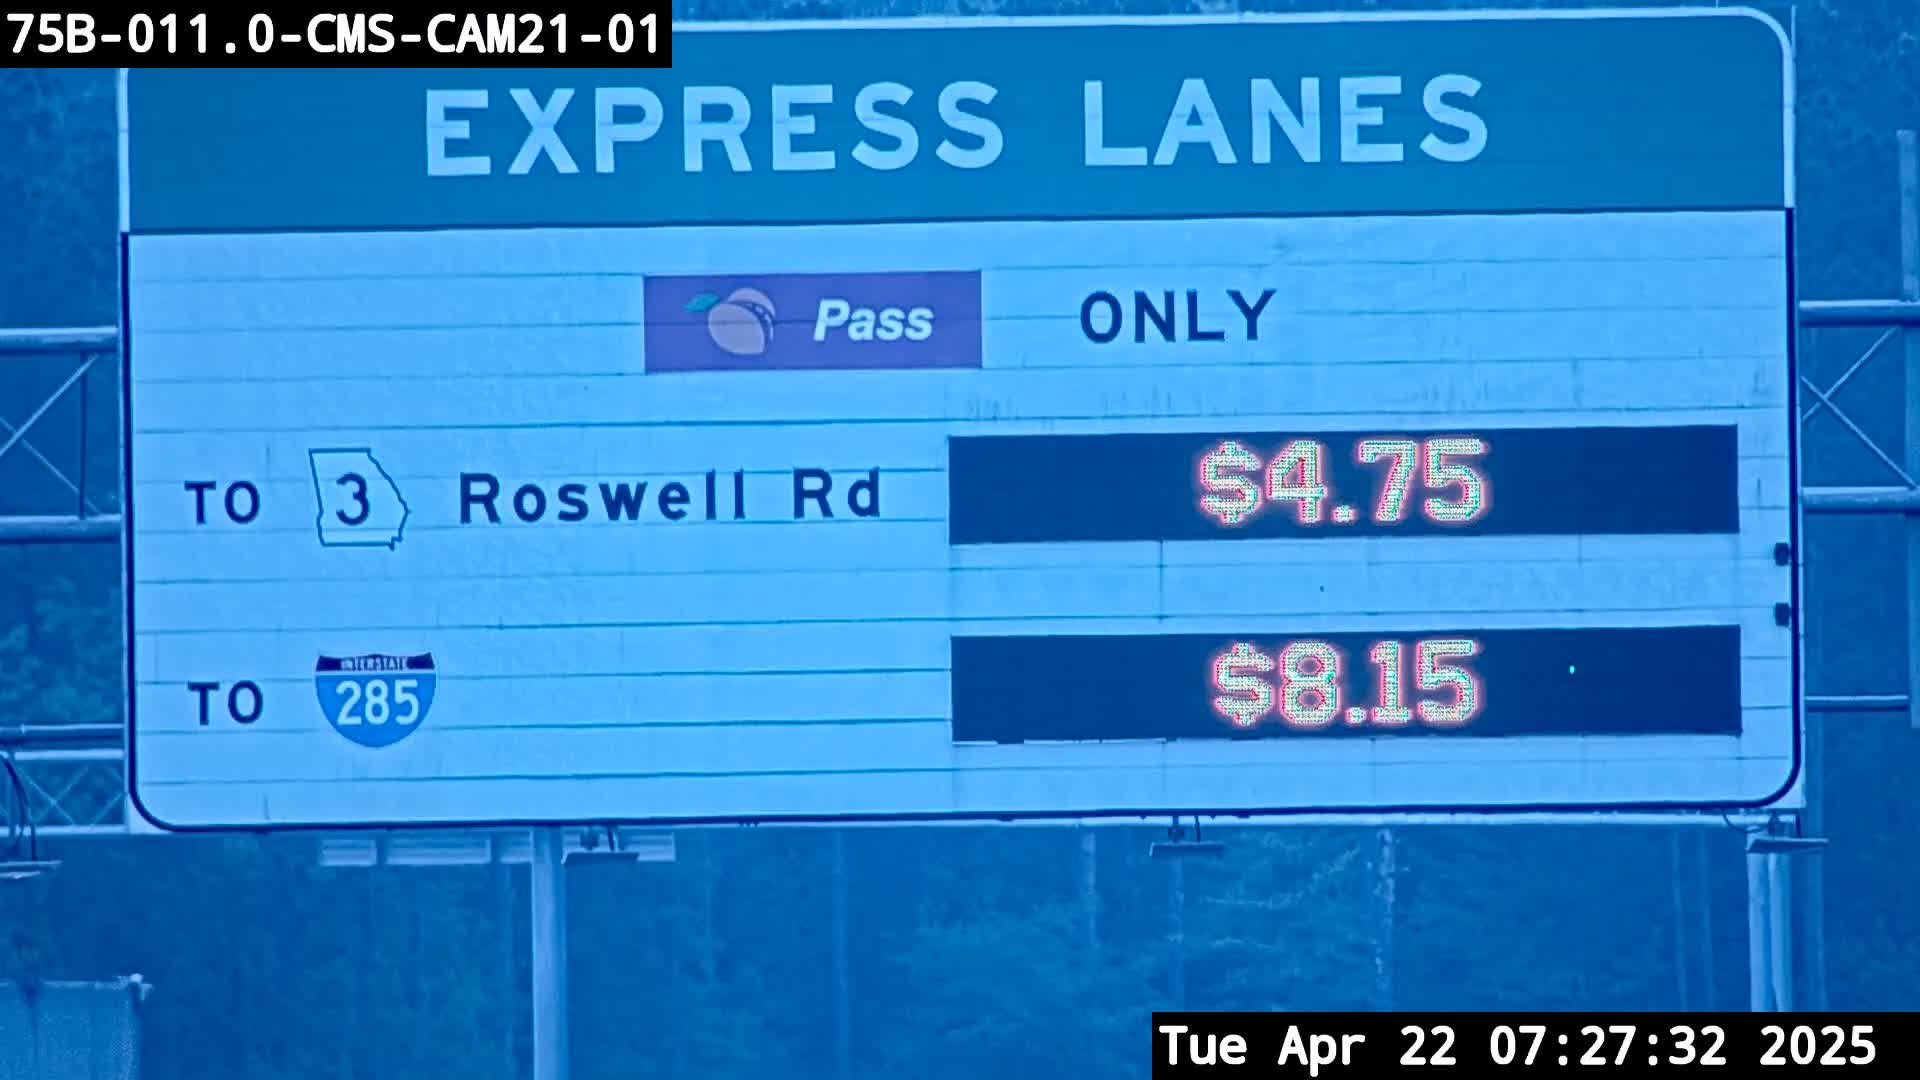 75B-011.0-CMS-CAM21-01
EXPRESS LANES
Pass ONLY
TO 3 Roswell Rd $4.75
TO INTERSTATE 285 $8.15
Tue Apr 22 07:27:32 2025